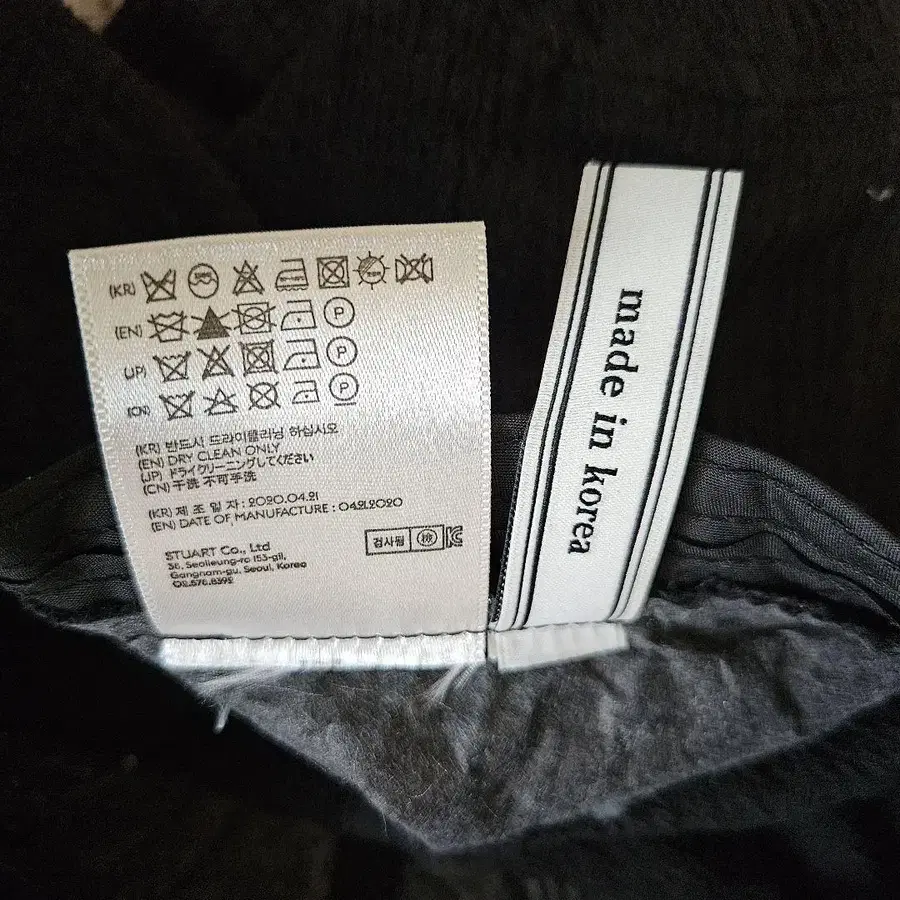 (KR)
(EN)
(JP)
(CN)
(KR) 반드시 드라이클리닝 하십시오
(EN) DRY CLEAN ONLY
(JP) ドライクリーニングしてください
(CN) 干洗 不可手洗
(KR) 제 조 일 자 : 2020.04.21
(EN) DATE OF MANUFACTURE : 04.21.2020
STUART Co., Ltd
36, Seolleung-ro 153-gil,
Gangnam-gu, Seoul, Korea
02.576.8392
검사필 檢
made in korea